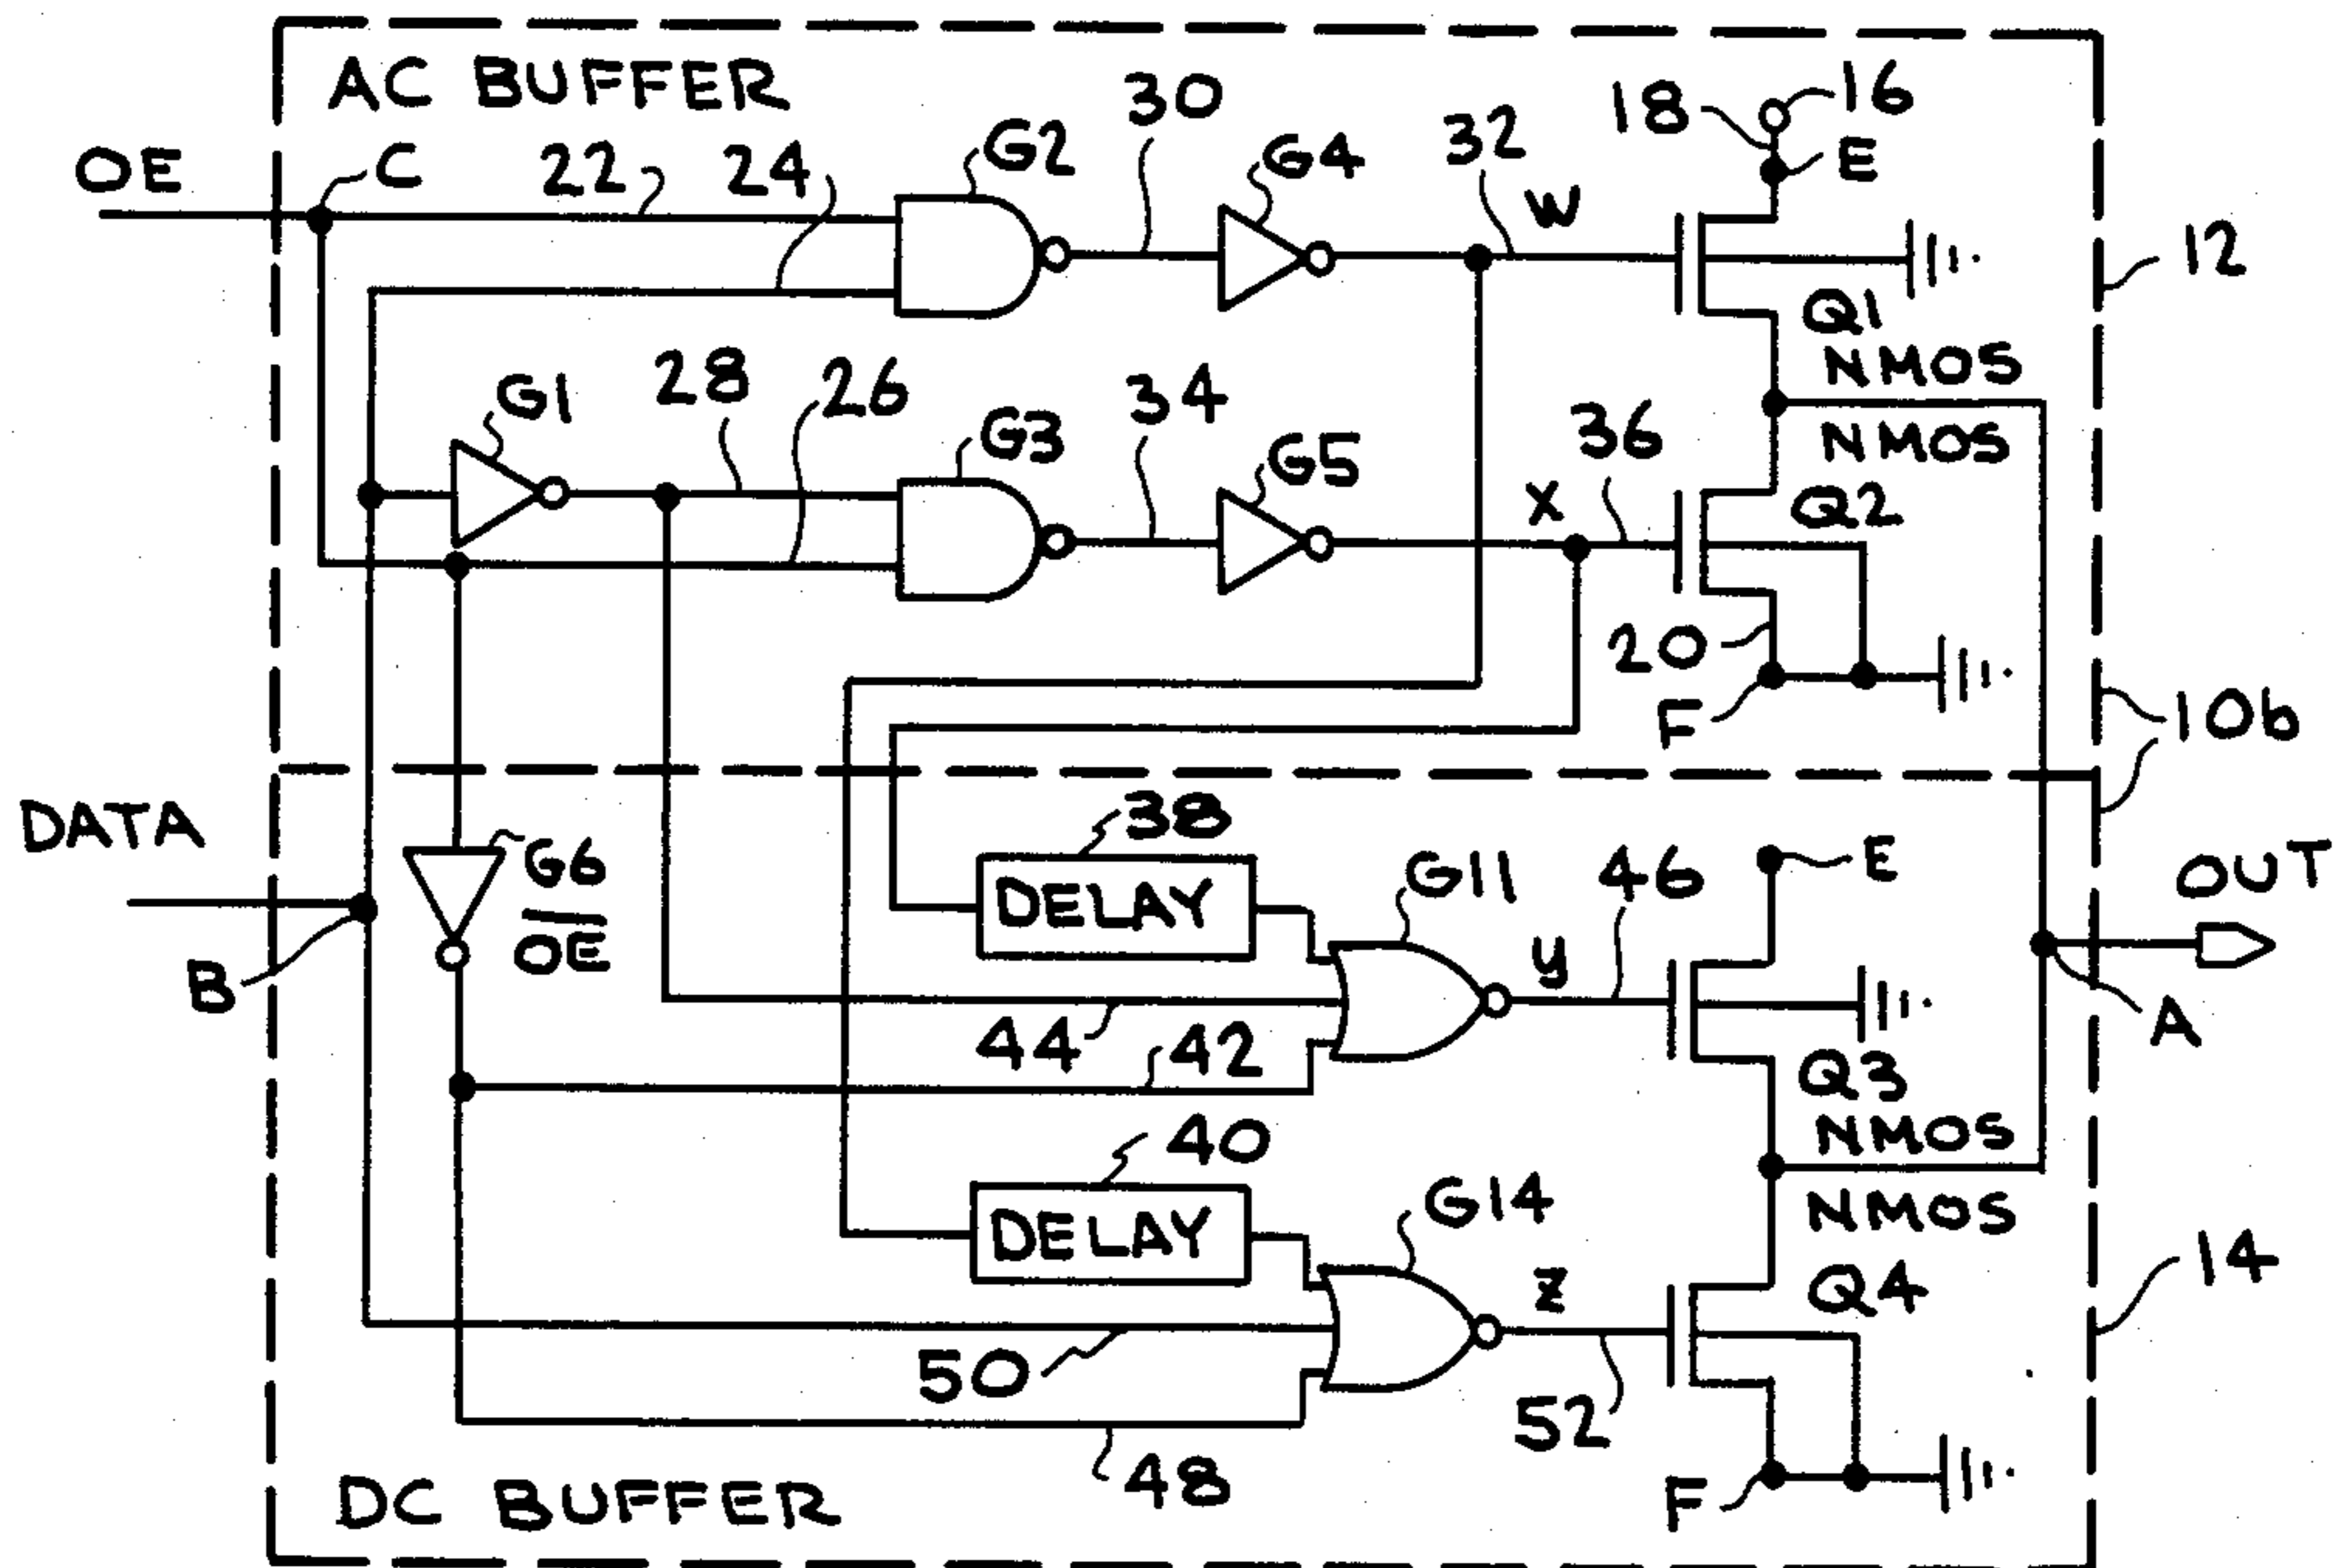 AC BUFFER
30
16
18
32
G2
G4
OE
C
22
24
W
E
12
Q1
NMOS
28
26
G1
34
G3
G5
36
NMOS
X
Q2
20
F
10b
DATA
38
G6
DELAY
G11
46
E
OUT
OE
y
B
44
42
A
Q3
40
NMOS
DELAY
G14
NMOS
14
z
Q4
50
52
48
F
DC BUFFER